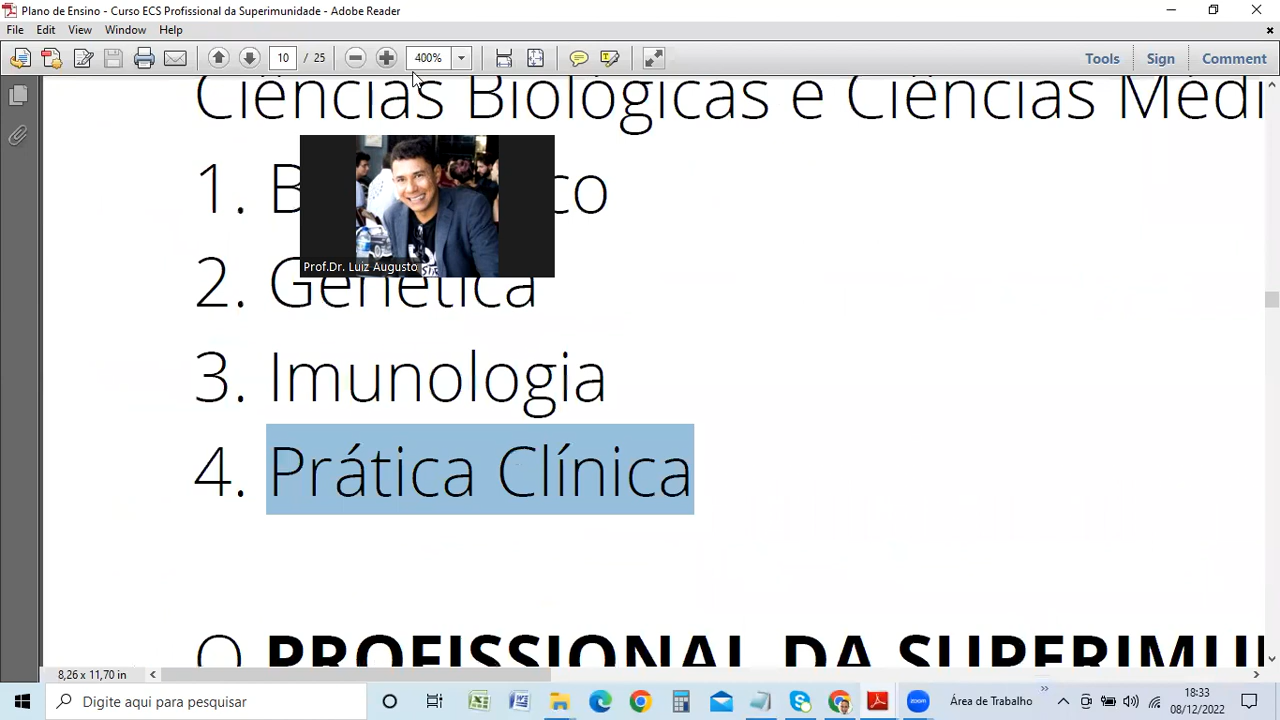 Plano de Ensino - Curso ECS Profissional da Superimunidade - Adobe Reader
File Edit View Window Help
10 / 25 400% Tools Sign Comment
Ciências Biológicas e Ciências Médi
1. B co
Prof.Dr. Luiz Augusto
2. Genética
3. Imunologia
4. Prática Clínica
O PROFISSIONAL DA SUPERIMU
8,26 x 11,70 in
Digite aqui para pesquisar
zoom
Área de Trabalho
18:33
08/12/2022